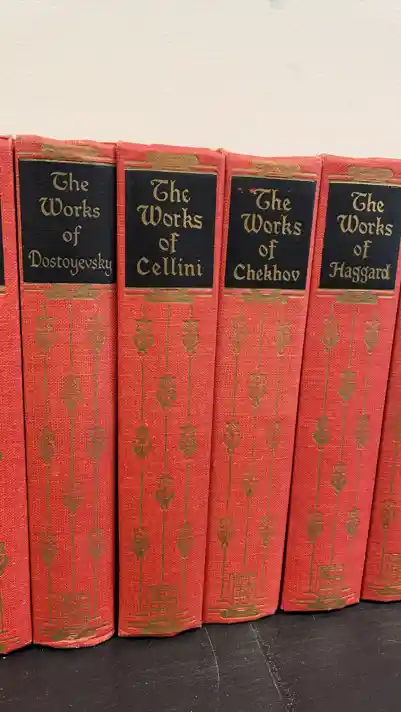 The
Works
of
Dostoyevsky
The
Works
of
Cellini
The
Works
of
Chekhov
The
Works
of
Haggard